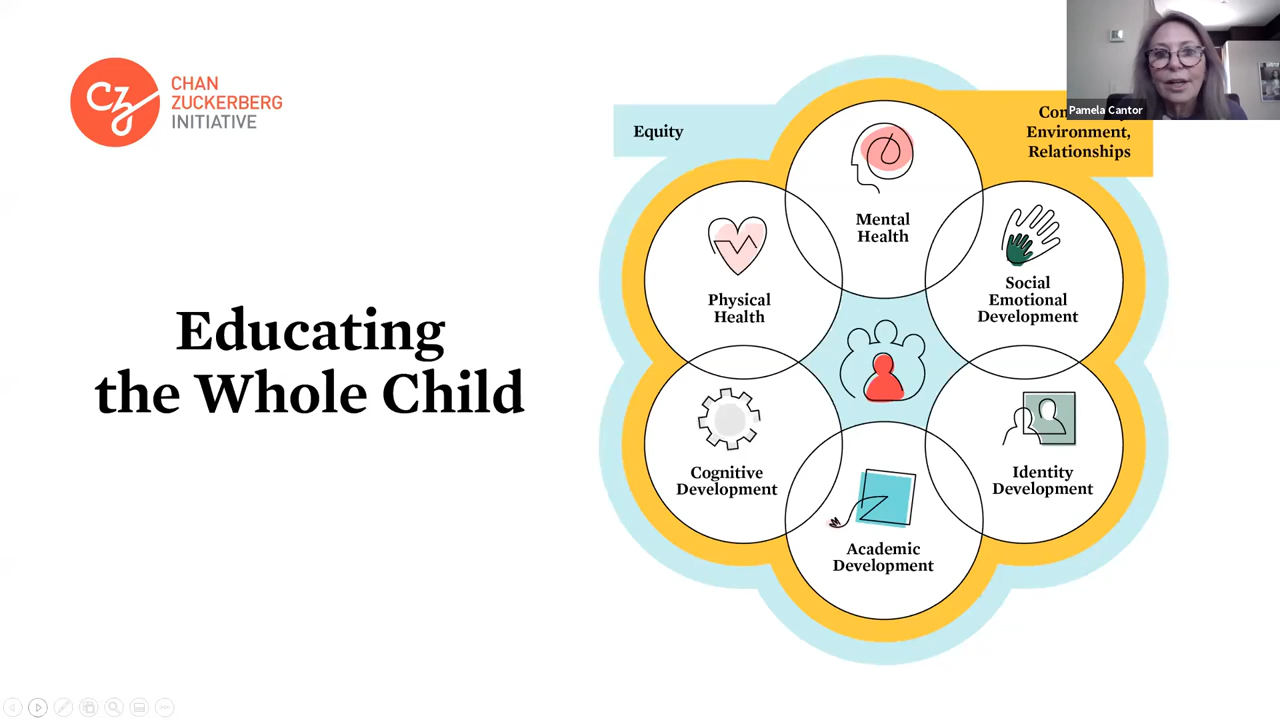 CHAN
ZUCKERBERG
INITIATIVE
Educating
the Whole Child
Equity
Environment,
Relationships
Pamela Cantor
Mental
Health
Physical
Health
Social
Emotional
Development
Cognitive
Development
Identity
Development
Academic
Development